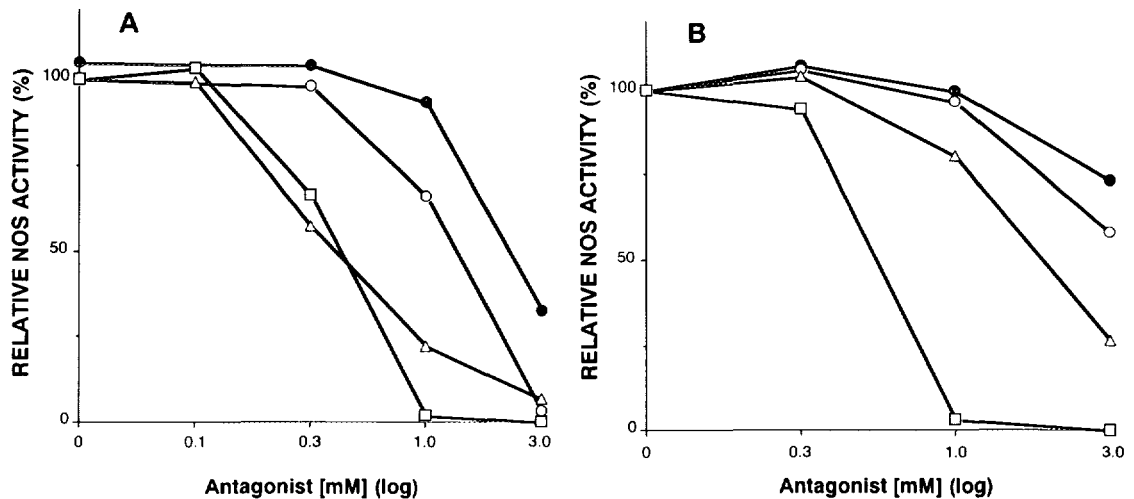 A
RELATIVE NOS ACTIVITY (%)
100
50
0
0 0.1 0.3 1.0 3.0
Antagonist [mM] (log)
B
RELATIVE NOS ACTIVITY (%)
100
50
0
0 0.3 1.0 3.0
Antagonist [mM] (log)